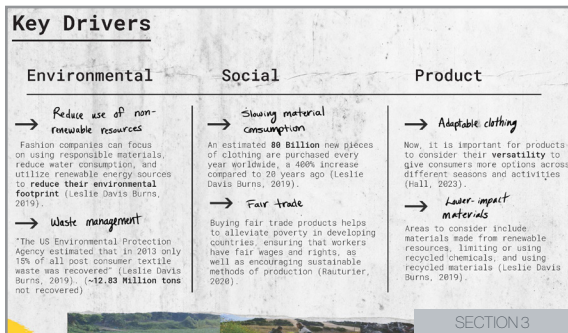 Key Drivers
Environmental
Reduce use of non-
renewable resources
Fashion companies can focus
on using responsible materials,
reduce water consumption, and
utilize renewable energy sources
to reduce their environmental
footprint (Leslie Davis Burns,
2019).
Waste management
"The US Environmental Protection
Agency estimated that in 2013 only
15% of all post consumer textile
waste was recovered" (Leslie Davis
Burns, 2019). (~12.83 Million tons
not recovered)
Social
Slowing material
consumption
An estimated 80 Billion new pieces
of clothing are purchased every
year worldwide, a 400% increase
compared to 20 years ago (Leslie
Davis Burns, 2019).
Fair trade
Buying fair trade products helps
to alleviate poverty in developing
countries, ensuring that workers
have fair wages and rights, as
well as encouraging sustainable
methods of production (Rauturier,
2020).
Product
Adaptable clothing
Now, it is important for products
to consider their versatility to
give consumers more options across
different seasons and activities
(Hall, 2023).
Lower-impact
materials
Areas to consider include
materials made from renewable
resources, limiting or using
recycled chemicals, and using
recycled materials (Leslie Davis
Burns, 2019).
SECTION 3